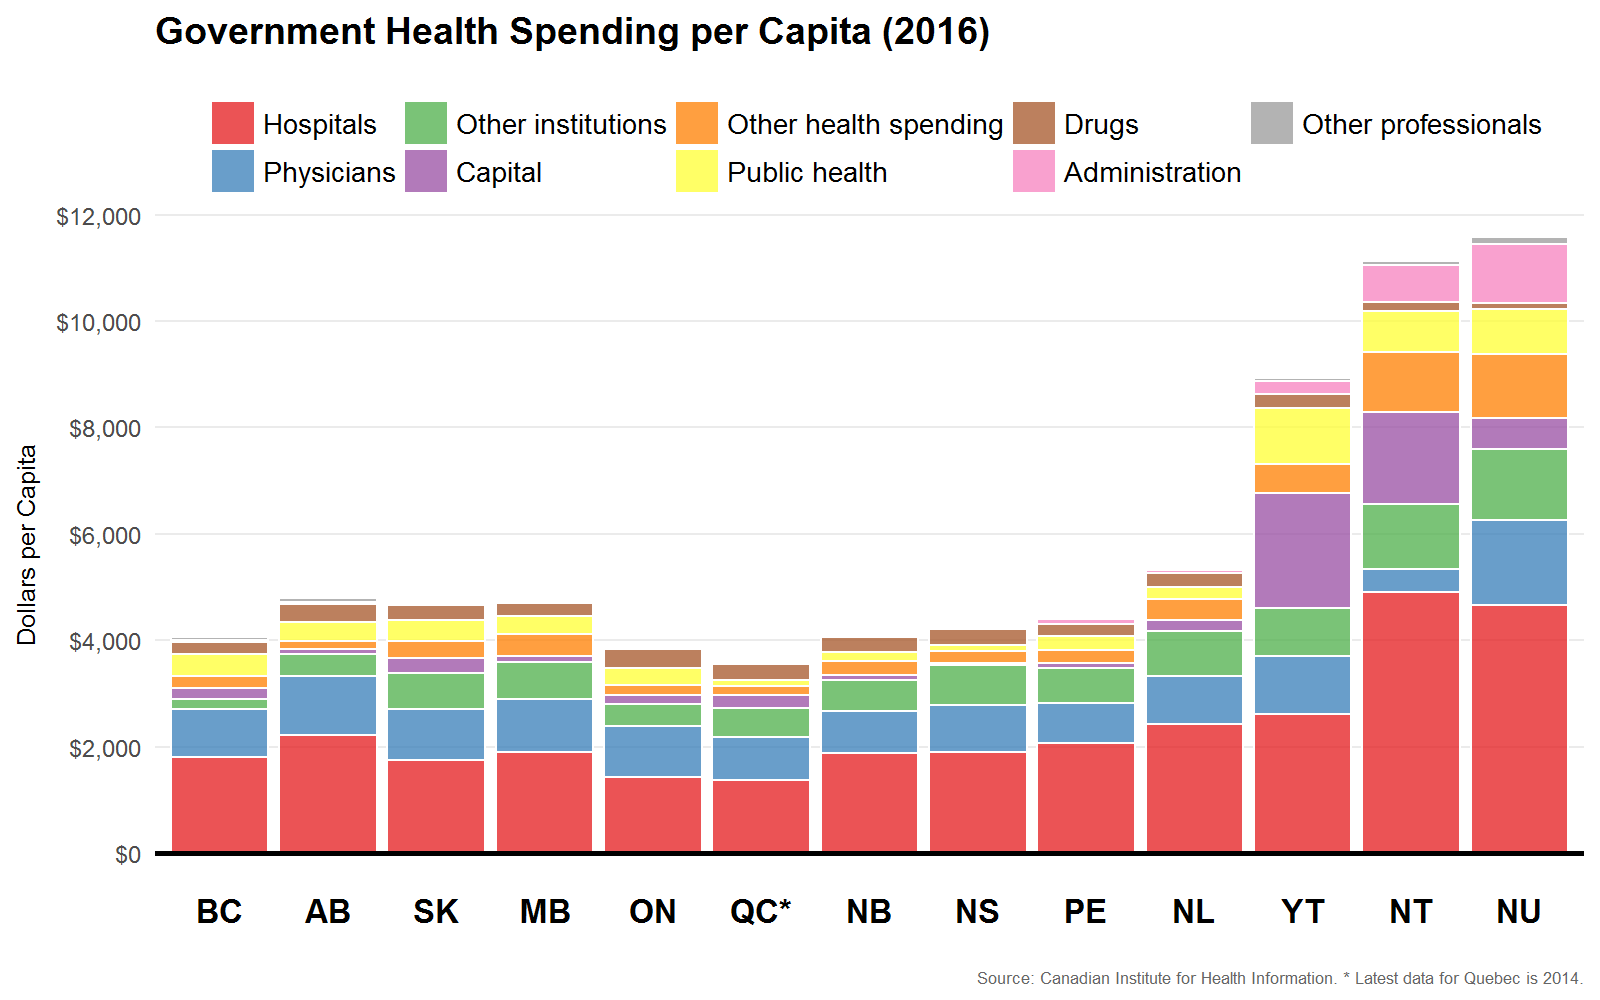 Government Health Spending per Capita (2016)
Hospitals Other institutions Other health spending Drugs Other professionals
Physicians Capital Public health Administration
$12,000
$10,000
$8,000
$6,000
$4,000
$2,000
$0
Dollars per Capita
BC AB SK MB ON QC* NB NS PE NL YT NT NU
Source: Canadian Institute for Health Information. * Latest data for Quebec is 2014.